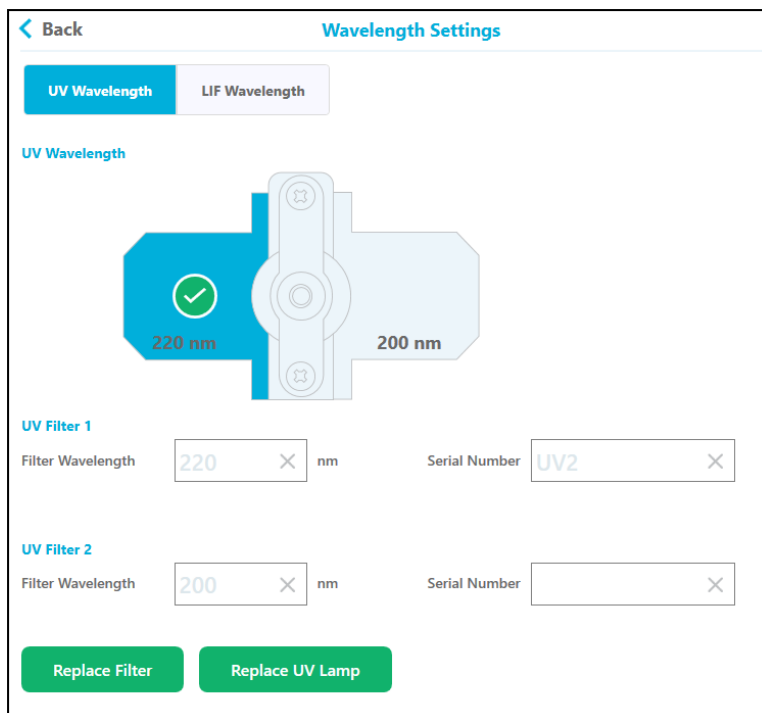 Back
Wavelength Settings
UV Wavelength
LIF Wavelength
UV Wavelength
220 nm
200 nm
UV Filter 1
Filter Wavelength 220 nm Serial Number UV2
UV Filter 2
Filter Wavelength 200 nm Serial Number
Replace Filter
Replace UV Lamp